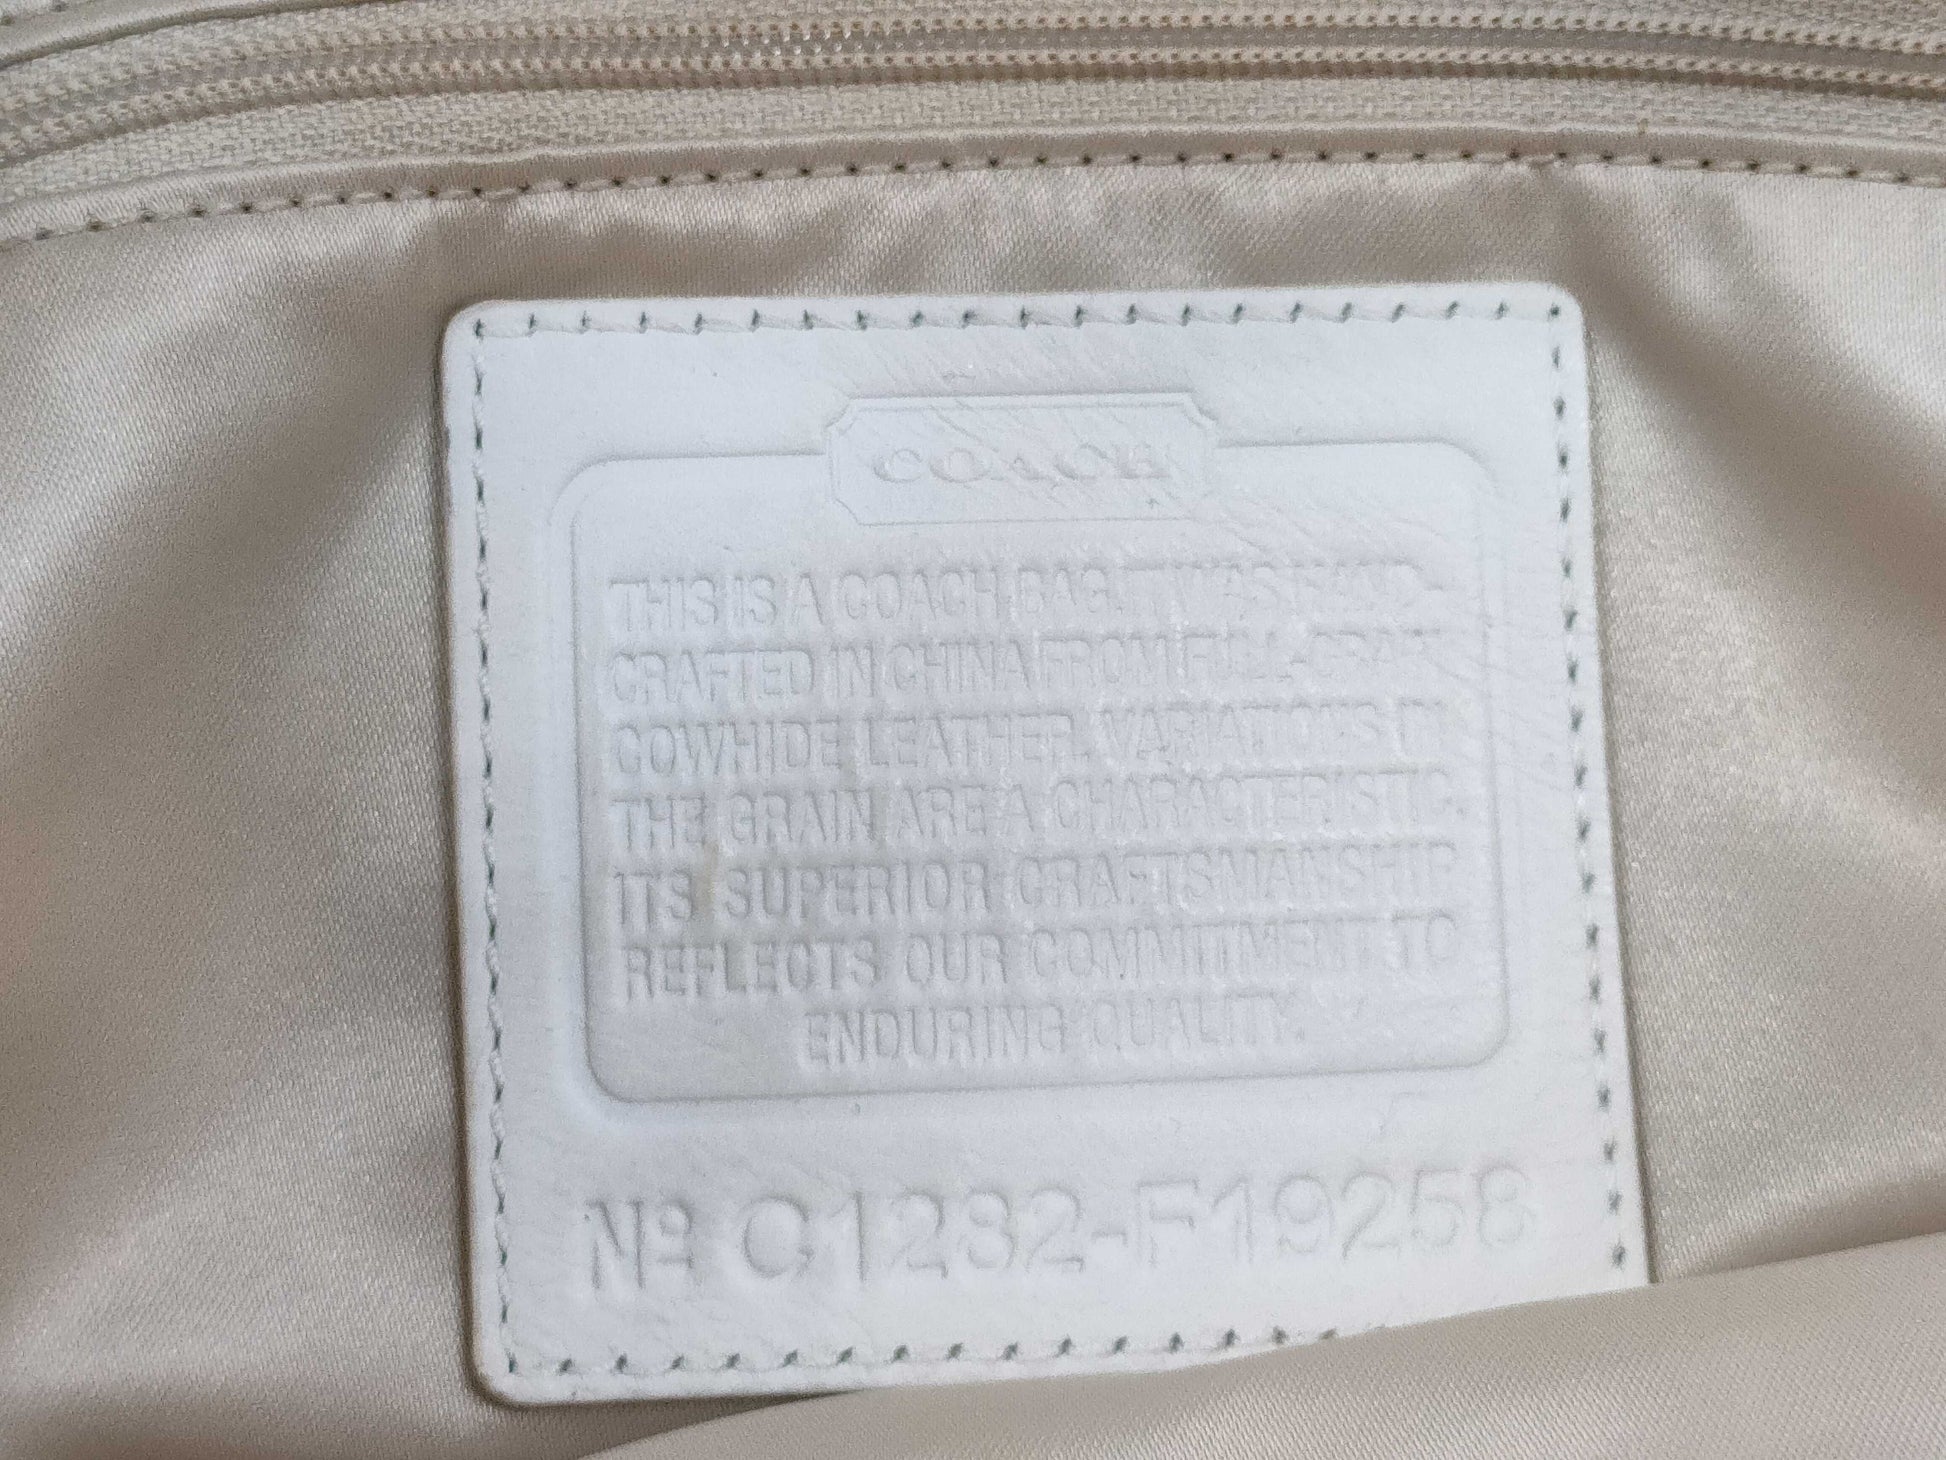 COACH
THIS IS A COACH BAG. IT WAS HAND-
CRAFTED IN CHINA FROM FULL-GRAIN
COWHIDE LEATHER. VARIATIONS IN
THE GRAIN ARE A CHARACTERISTIC.
ITS SUPERIOR CRAFTSMANSHIP
REFLECTS OUR COMMITMENT TO
ENDURING QUALITY.
Nº C1282-F19258